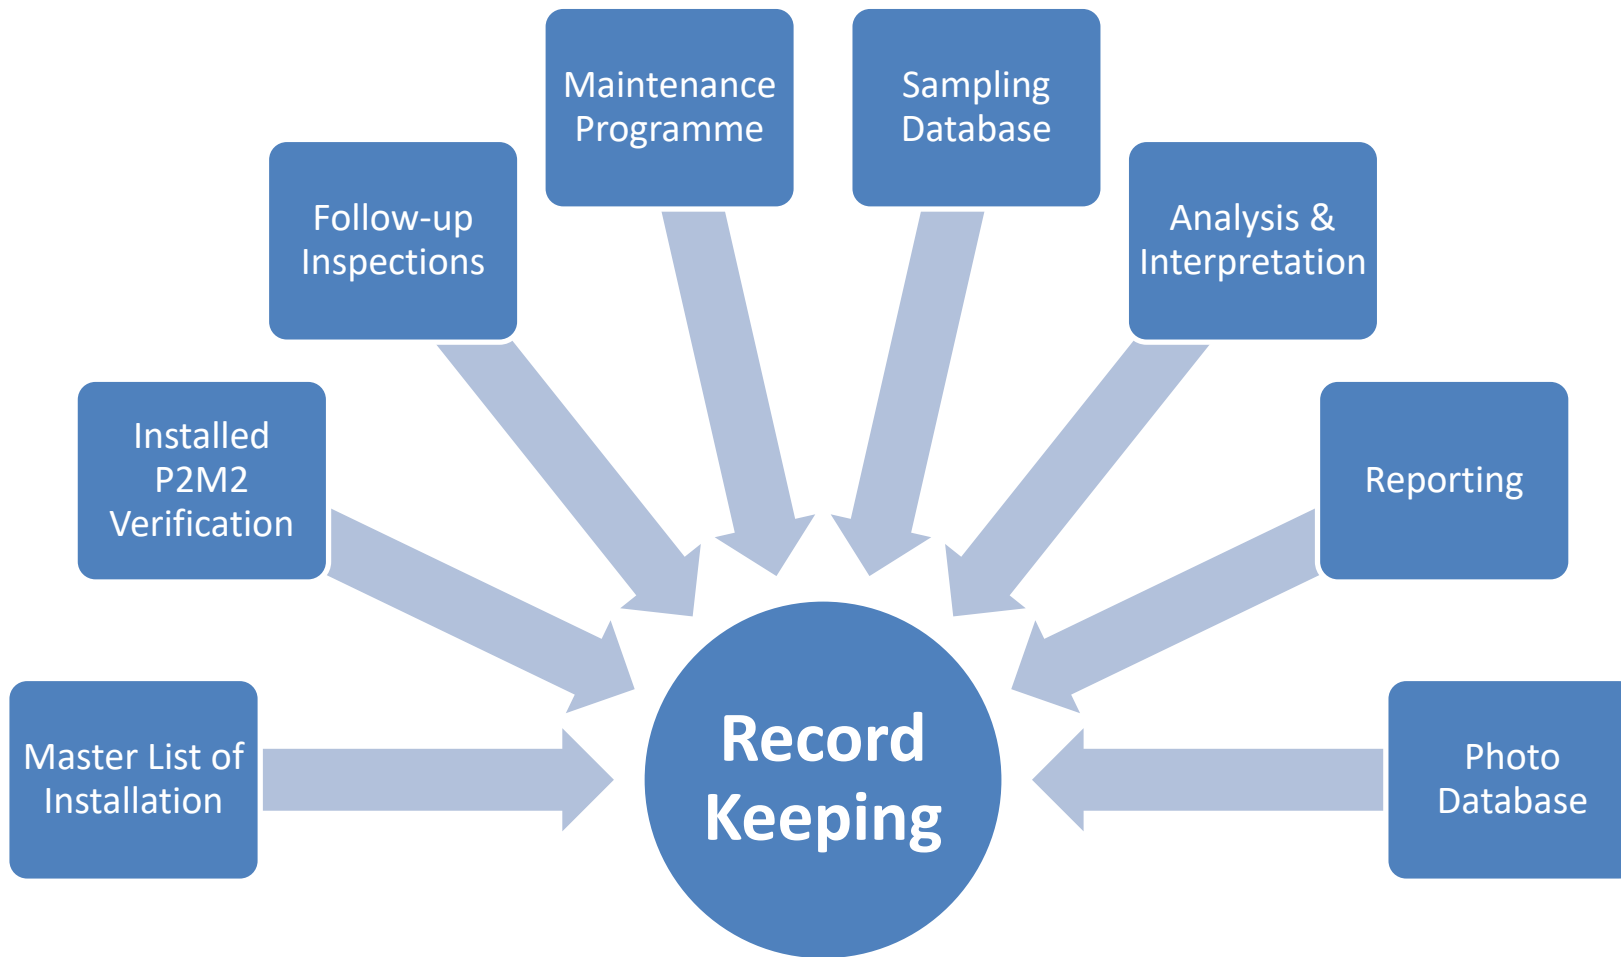 Maintenance
Programme
Sampling
Database
Follow-up
Inspections
Analysis &
Interpretation
Installed
P2M2
Verification
Reporting
Master List of
Installation
Record
Keeping
Photo
Database